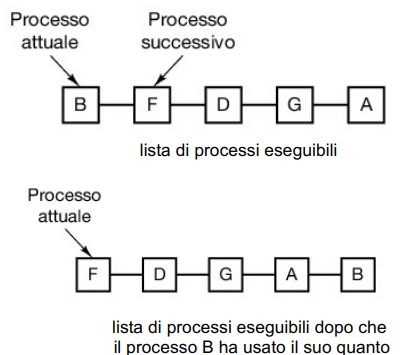 Processo
attuale
Processo
successivo
B F D G A
lista di processi eseguibili
Processo
attuale
F D G A B
lista di processi eseguibili dopo che
il processo B ha usato il suo quanto